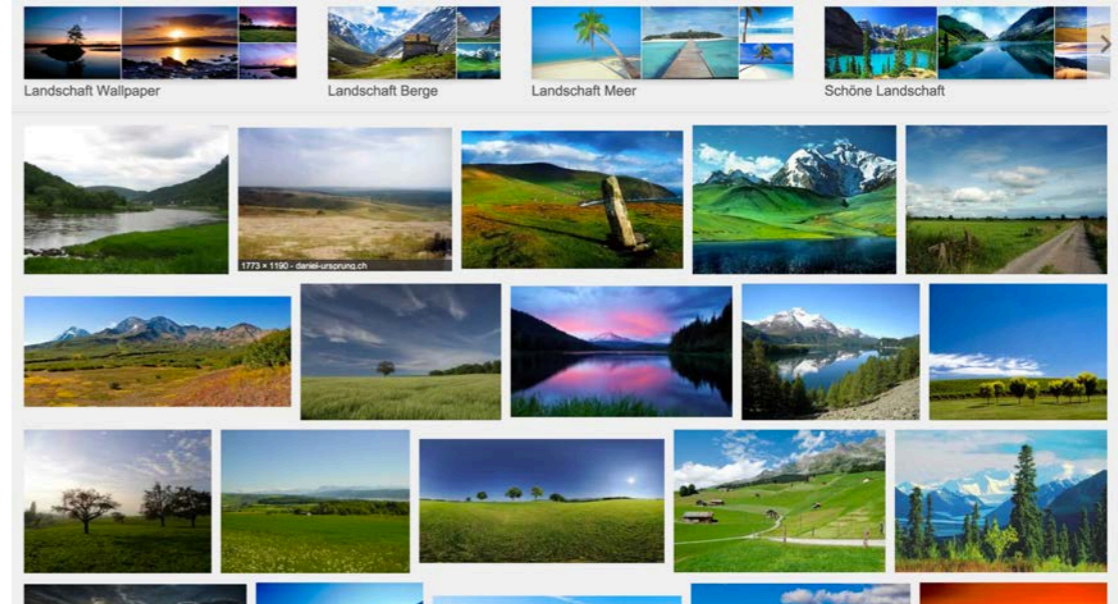 Landschaft Wallpaper
Landschaft Berge
Landschaft Meer
Schöne Landschaft
1773 × 1190 - daniel-ursprung.ch